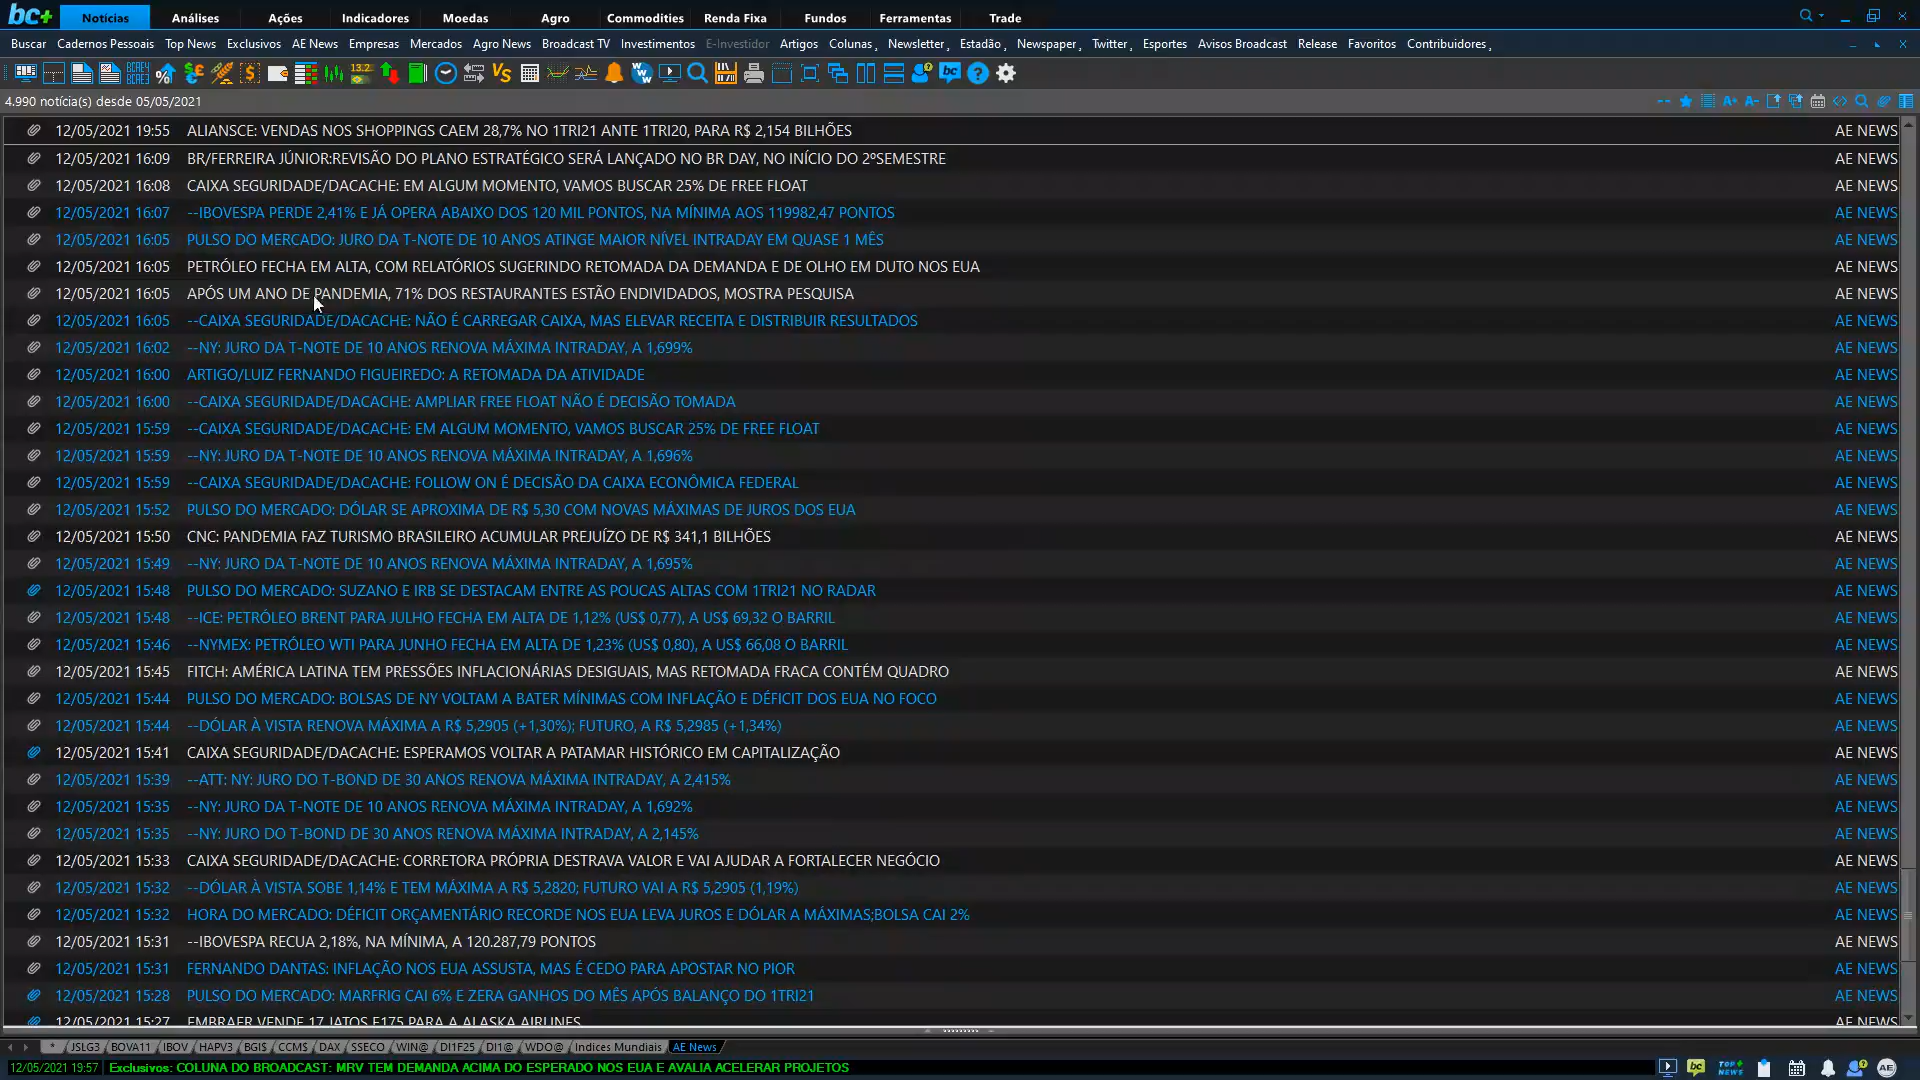 bc+ Notícias Análises Ações Indicadores Moedas Agro Commodities Renda Fixa Fundos Ferramentas Trade
Buscar Cadernos Pessoais Top News Exclusivos AE News Empresas Mercados Agro News Broadcast TV Investimentos E-Investidor Artigos Colunas Newsletter Estadão Newspaper Twitter Esportes Avisos Broadcast Release Favoritos Contribuidores
4.990 notícia(s) desde 05/05/2021
12/05/2021 19:55 ALIANSCE: VENDAS NOS SHOPPINGS CAEM 28,7% NO 1TRI21 ANTE 1TRI20, PARA R$ 2,154 BILHÕES AE NEWS
12/05/2021 16:09 BR/FERREIRA JÚNIOR:REVISÃO DO PLANO ESTRATÉGICO SERÁ LANÇADO NO BR DAY, NO INÍCIO DO 2ºSEMESTRE AE NEWS
12/05/2021 16:08 CAIXA SEGURIDADE/DACACHE: EM ALGUM MOMENTO, VAMOS BUSCAR 25% DE FREE FLOAT AE NEWS
12/05/2021 16:07 --IBOVESPA PERDE 2,41% E JÁ OPERA ABAIXO DOS 120 MIL PONTOS, NA MÍNIMA AOS 119982,47 PONTOS AE NEWS
12/05/2021 16:05 PULSO DO MERCADO: JURO DA T-NOTE DE 10 ANOS ATINGE MAIOR NÍVEL INTRADAY EM QUASE 1 MÊS AE NEWS
12/05/2021 16:05 PETRÓLEO FECHA EM ALTA, COM RELATÓRIOS SUGERINDO RETOMADA DA DEMANDA E DE OLHO EM DUTO NOS EUA AE NEWS
12/05/2021 16:05 APÓS UM ANO DE PANDEMIA, 71% DOS RESTAURANTES ESTÃO ENDIVIDADOS, MOSTRA PESQUISA AE NEWS
12/05/2021 16:05 --CAIXA SEGURIDADE/DACACHE: NÃO É CARREGAR CAIXA, MAS ELEVAR RECEITA E DISTRIBUIR RESULTADOS AE NEWS
12/05/2021 16:02 --NY: JURO DA T-NOTE DE 10 ANOS RENOVA MÁXIMA INTRADAY, A 1,699% AE NEWS
12/05/2021 16:00 ARTIGO/LUIZ FERNANDO FIGUEIREDO: A RETOMADA DA ATIVIDADE AE NEWS
12/05/2021 16:00 --CAIXA SEGURIDADE/DACACHE: AMPLIAR FREE FLOAT NÃO É DECISÃO TOMADA AE NEWS
12/05/2021 15:59 --CAIXA SEGURIDADE/DACACHE: EM ALGUM MOMENTO, VAMOS BUSCAR 25% DE FREE FLOAT AE NEWS
12/05/2021 15:59 --NY: JURO DA T-NOTE DE 10 ANOS RENOVA MÁXIMA INTRADAY, A 1,696% AE NEWS
12/05/2021 15:59 --CAIXA SEGURIDADE/DACACHE: FOLLOW ON É DECISÃO DA CAIXA ECONÔMICA FEDERAL AE NEWS
12/05/2021 15:52 PULSO DO MERCADO: DÓLAR SE APROXIMA DE R$ 5,30 COM NOVAS MÁXIMAS DE JUROS DOS EUA AE NEWS
12/05/2021 15:50 CNC: PANDEMIA FAZ TURISMO BRASILEIRO ACUMULAR PREJUÍZO DE R$ 341,1 BILHÕES AE NEWS
12/05/2021 15:49 --NY: JURO DA T-NOTE DE 10 ANOS RENOVA MÁXIMA INTRADAY, A 1,695% AE NEWS
12/05/2021 15:48 PULSO DO MERCADO: SUZANO E IRB SE DESTACAM ENTRE AS POUCAS ALTAS COM 1TRI21 NO RADAR AE NEWS
12/05/2021 15:48 --ICE: PETRÓLEO BRENT PARA JULHO FECHA EM ALTA DE 1,12% (US$ 0,77), A US$ 69,32 O BARRIL AE NEWS
12/05/2021 15:46 --NYMEX: PETRÓLEO WTI PARA JUNHO FECHA EM ALTA DE 1,23% (US$ 0,80), A US$ 66,08 O BARRIL AE NEWS
12/05/2021 15:45 FITCH: AMÉRICA LATINA TEM PRESSÕES INFLACIONÁRIAS DESIGUAIS, MAS RETOMADA FRACA CONTÉM QUADRO AE NEWS
12/05/2021 15:44 PULSO DO MERCADO: BOLSAS DE NY VOLTAM A BATER MÍNIMAS COM INFLAÇÃO E DÉFICIT DOS EUA NO FOCO AE NEWS
12/05/2021 15:44 --DÓLAR À VISTA RENOVA MÁXIMA A R$ 5,2905 (+1,30%); FUTURO, A R$ 5,2985 (+1,34%) AE NEWS
12/05/2021 15:41 CAIXA SEGURIDADE/DACACHE: ESPERAMOS VOLTAR A PATAMAR HISTÓRICO EM CAPITALIZAÇÃO AE NEWS
12/05/2021 15:39 --ATT: NY: JURO DO T-BOND DE 30 ANOS RENOVA MÁXIMA INTRADAY, A 2,415% AE NEWS
12/05/2021 15:35 --NY: JURO DA T-NOTE DE 10 ANOS RENOVA MÁXIMA INTRADAY, A 1,692% AE NEWS
12/05/2021 15:35 --NY: JURO DO T-BOND DE 30 ANOS RENOVA MÁXIMA INTRADAY, A 2,145% AE NEWS
12/05/2021 15:33 CAIXA SEGURIDADE/DACACHE: CORRETORA PRÓPRIA DESTRAVA VALOR E VAI AJUDAR A FORTALECER NEGÓCIO AE NEWS
12/05/2021 15:32 --DÓLAR À VISTA SOBE 1,14% E TEM MÁXIMA A R$ 5,2820; FUTURO VAI A R$ 5,2905 (1,19%) AE NEWS
12/05/2021 15:32 HORA DO MERCADO: DÉFICIT ORÇAMENTÁRIO RECORDE NOS EUA LEVA JUROS E DÓLAR A MÁXIMAS;BOLSA CAI 2% AE NEWS
12/05/2021 15:31 --IBOVESPA RECUA 2,18%, NA MÍNIMA, A 120.287,79 PONTOS AE NEWS
12/05/2021 15:31 FERNANDO DANTAS: INFLAÇÃO NOS EUA ASSUSTA, MAS É CEDO PARA APOSTAR NO PIOR AE NEWS
12/05/2021 15:28 PULSO DO MERCADO: MARFRIG CAI 6% E ZERA GANHOS DO MÊS APÓS BALANÇO DO 1TRI21 AE NEWS
12/05/2021 15:27 EMBRAER VENDE 17 JATOS E175 PARA A ALASKA AIRLINES AE NEWS
* JSLG3 BOVA11 IBOV HAPV3 BGI$ CCM$ DAX SSECO WIN@ DI1F25 DI1@ WDO@ Indices Mundiais AE News
12/05/2021 19:57 Exclusivos: COLUNA DO BROADCAST: MRV TEM DEMANDA ACIMA DO ESPERADO NOS EUA E AVALIA ACELERAR PROJETOS bc TOP+ NEWS AE